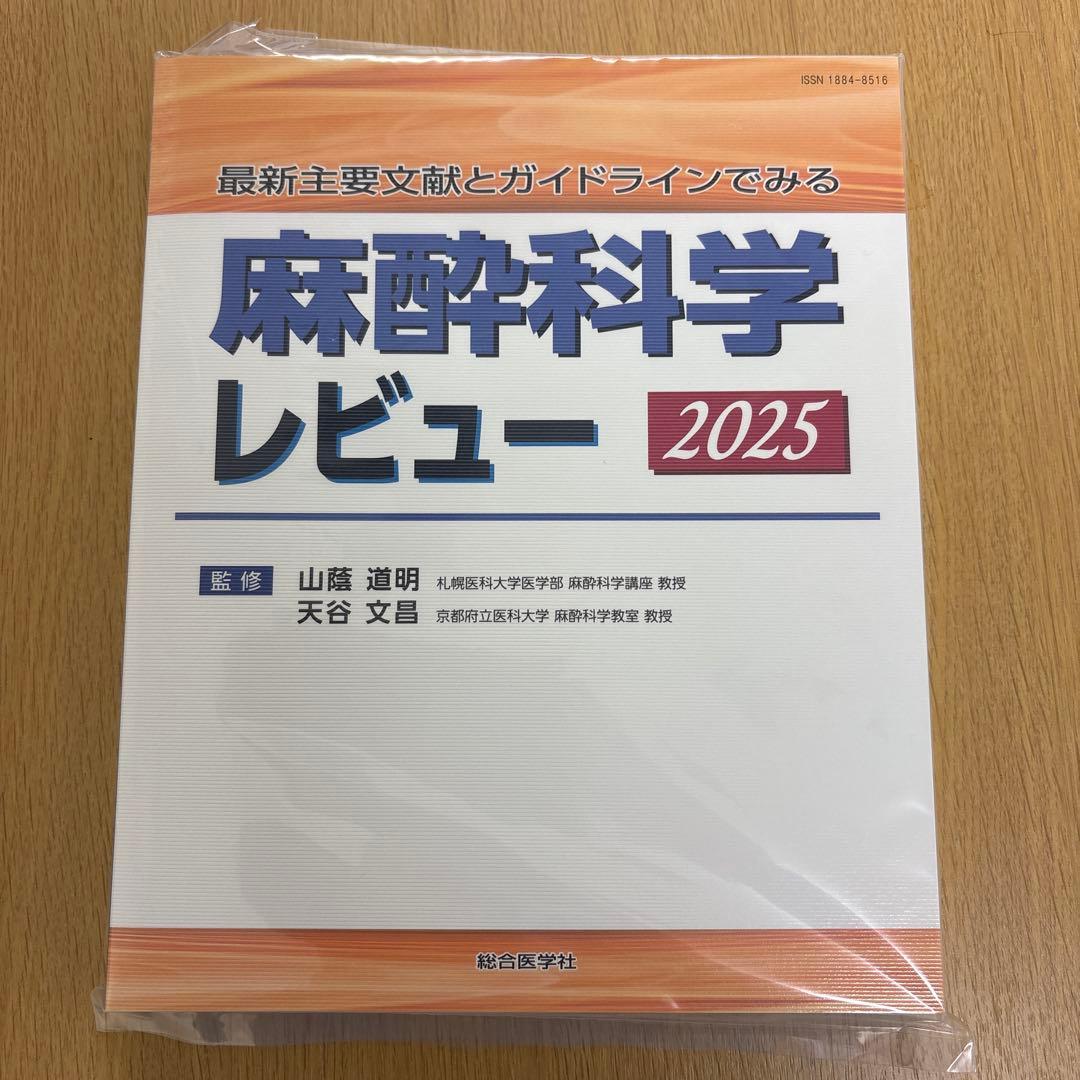 ISSN 1884-8516
最新主要文献とガイドラインでみる
麻酔科学
レビュー 2025
監修 山蔭 道明 札幌医科大学医学部 麻酔科学講座 教授
天谷 文昌 京都府立医科大学 麻酔科学教室 教授
総合医学社